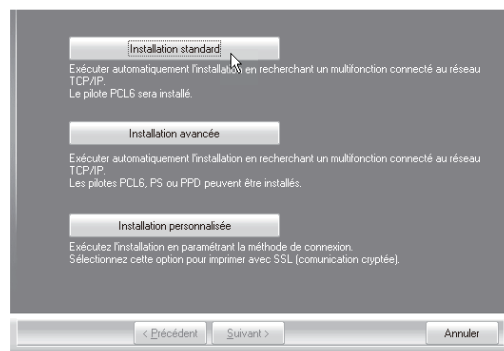 Installation standard
Exécuter automatiquement l'installation en recherchant un multifonction connecté au réseau
TCP/IP.
Le pilote PCL6 sera installé.
Installation avancée
Exécuter automatiquement l'installation en recherchant un multifonction connecté au réseau
TCP/IP.
Les pilotes PCL6, PS ou PPD peuvent être installés.
Installation personnalisée
Exécutez l'installation en paramétrant la méthode de connexion.
Sélectionnez cette option pour imprimer avec SSL (comunication cryptée).
< Précédent
Suivant >
Annuler